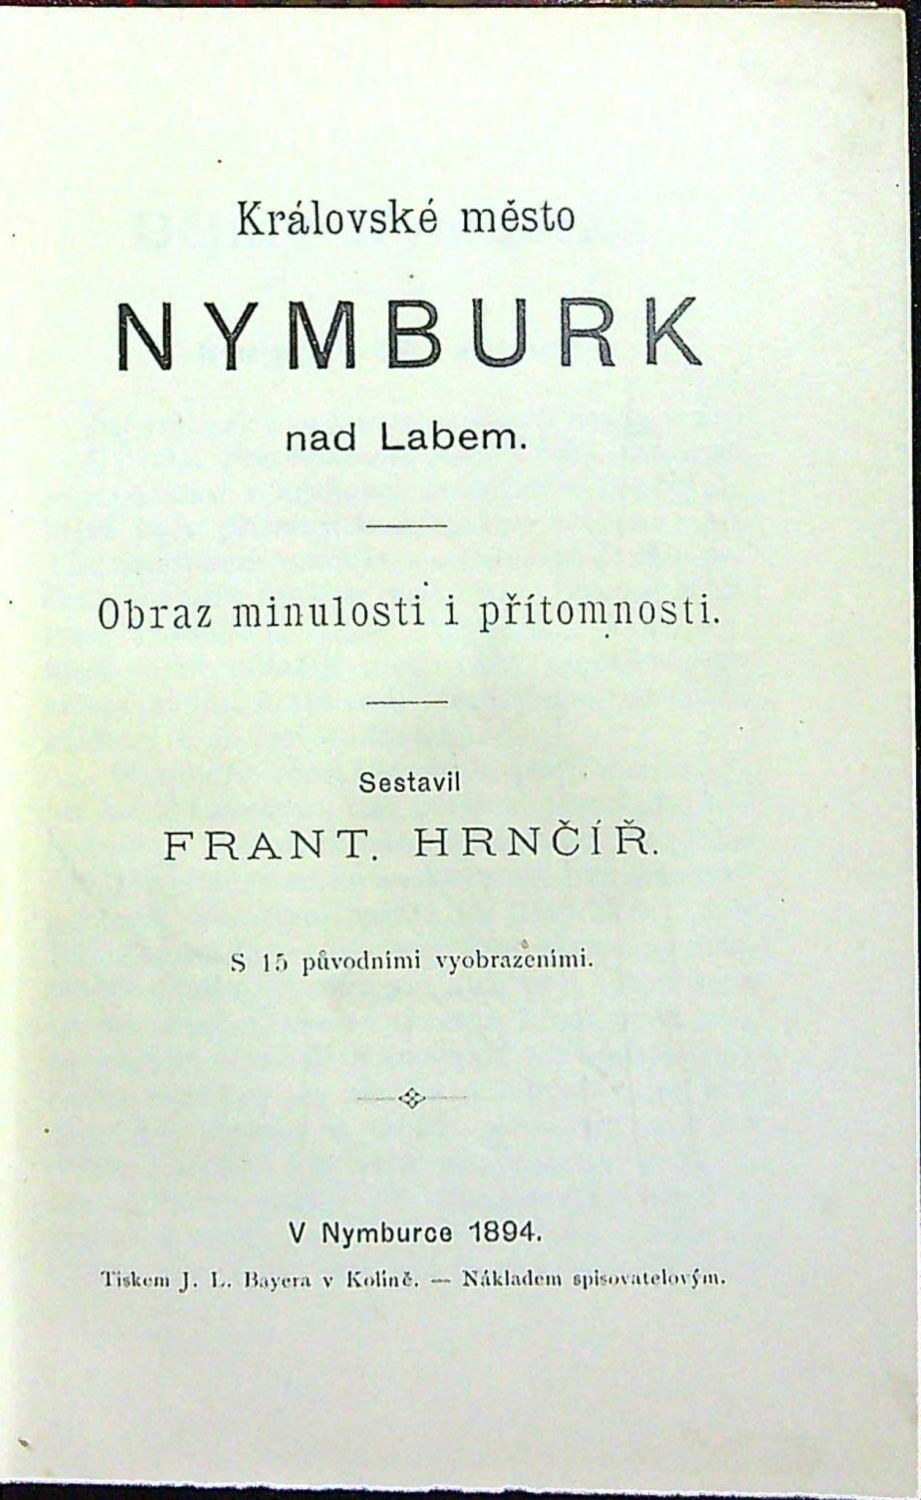 Královské město
NYMBURK
nad Labem.
Obraz minulosti i přítomnosti.
Sestavil
FRANT. HRNČÍŘ.
S 15 původními vyobrazeními.
V Nymburce 1894.
Tiskem J. L. Bayera v Kolíně. — Nákladem spisovatelovým.